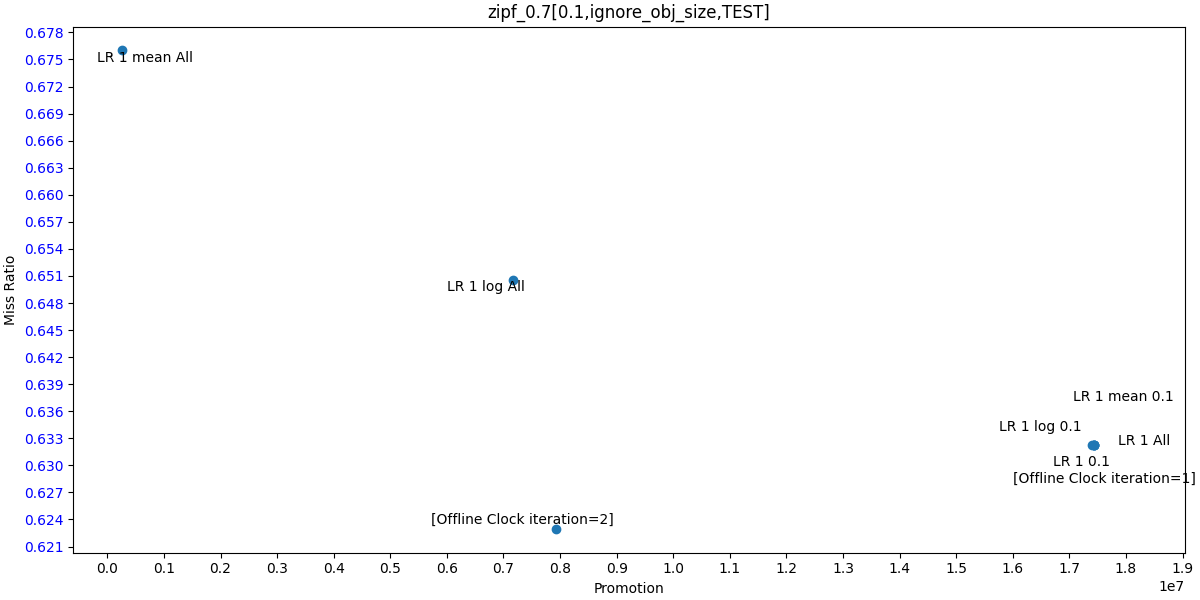 zipf_0.7[0.1,ignore_obj_size,TEST]
0.678
0.675
0.672
0.669
0.666
0.663
0.660
0.657
0.654
0.651
0.648
0.645
0.642
0.639
0.636
0.633
0.630
0.627
0.624
0.621
Miss Ratio
LR 1 mean All
LR 1 log All
LR 1 mean 0.1
LR 1 log 0.1
LR 1 All
LR 1 0.1
[Offline Clock iteration=1]
[Offline Clock iteration=2]
0.0 0.1 0.2 0.3 0.4 0.5 0.6 0.7 0.8 0.9 1.0 1.1 1.2 1.3 1.4 1.5 1.6 1.7 1.8 1.9
1e7
Promotion